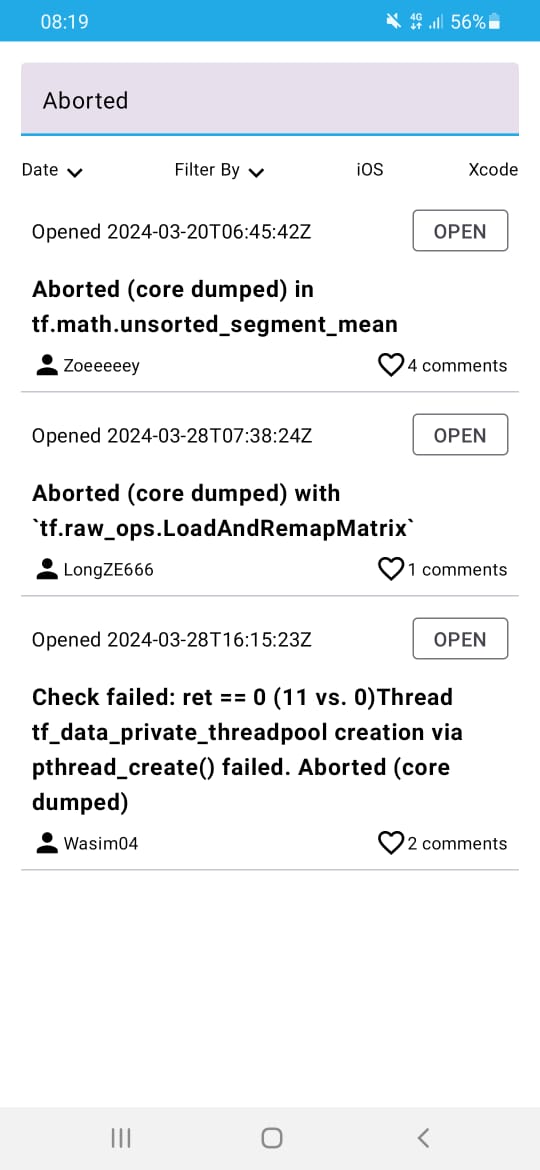 08:19 4G 56%
Aborted
Date Filter By iOS Xcode
Opened 2024-03-20T06:45:42Z OPEN
Aborted (core dumped) in
tf.math.unsorted_segment_mean
Zoeeeeey 4 comments
Opened 2024-03-28T07:38:24Z OPEN
Aborted (core dumped) with
`tf.raw_ops.LoadAndRemapMatrix`
LongZE666 1 comments
Opened 2024-03-28T16:15:23Z OPEN
Check failed: ret == 0 (11 vs. 0)Thread
tf_data_private_threadpool creation via
pthread_create() failed. Aborted (core
dumped)
Wasim04 2 comments